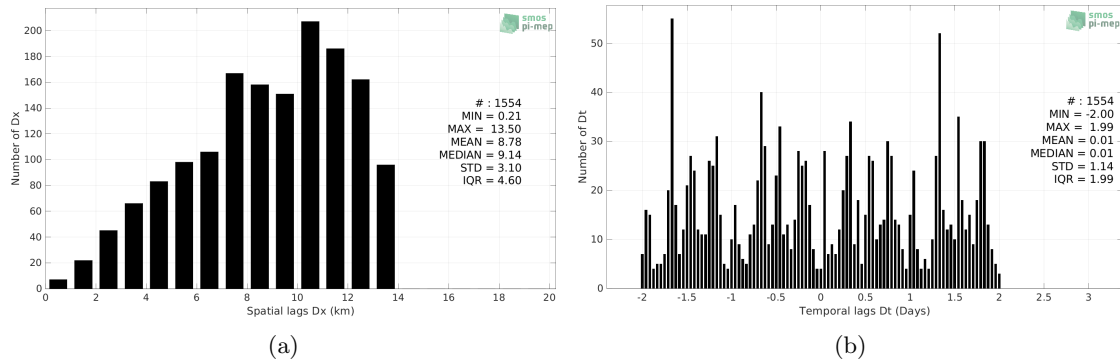 smos
pi-mep
200
180
160
140
120
100
80
60
40
20
0
Number of Dx
# : 1554
MIN = 0.21
MAX = 13.50
MEAN = 8.78
MEDIAN = 9.14
STD = 3.10
IQR = 4.60
0 2 4 6 8 10 12 14 16 18 20
Spatial lags Dx (km)
(a)
smos
pi-mep
50
40
30
20
10
0
Number of Dt
# : 1554
MIN = -2.00
MAX = 1.99
MEAN = 0.01
MEDIAN = 0.01
STD = 1.14
IQR = 1.99
-2 -1.5 -1 -0.5 0 0.5 1 1.5 2 2.5 3
Temporal lags Dt (Days)
(b)